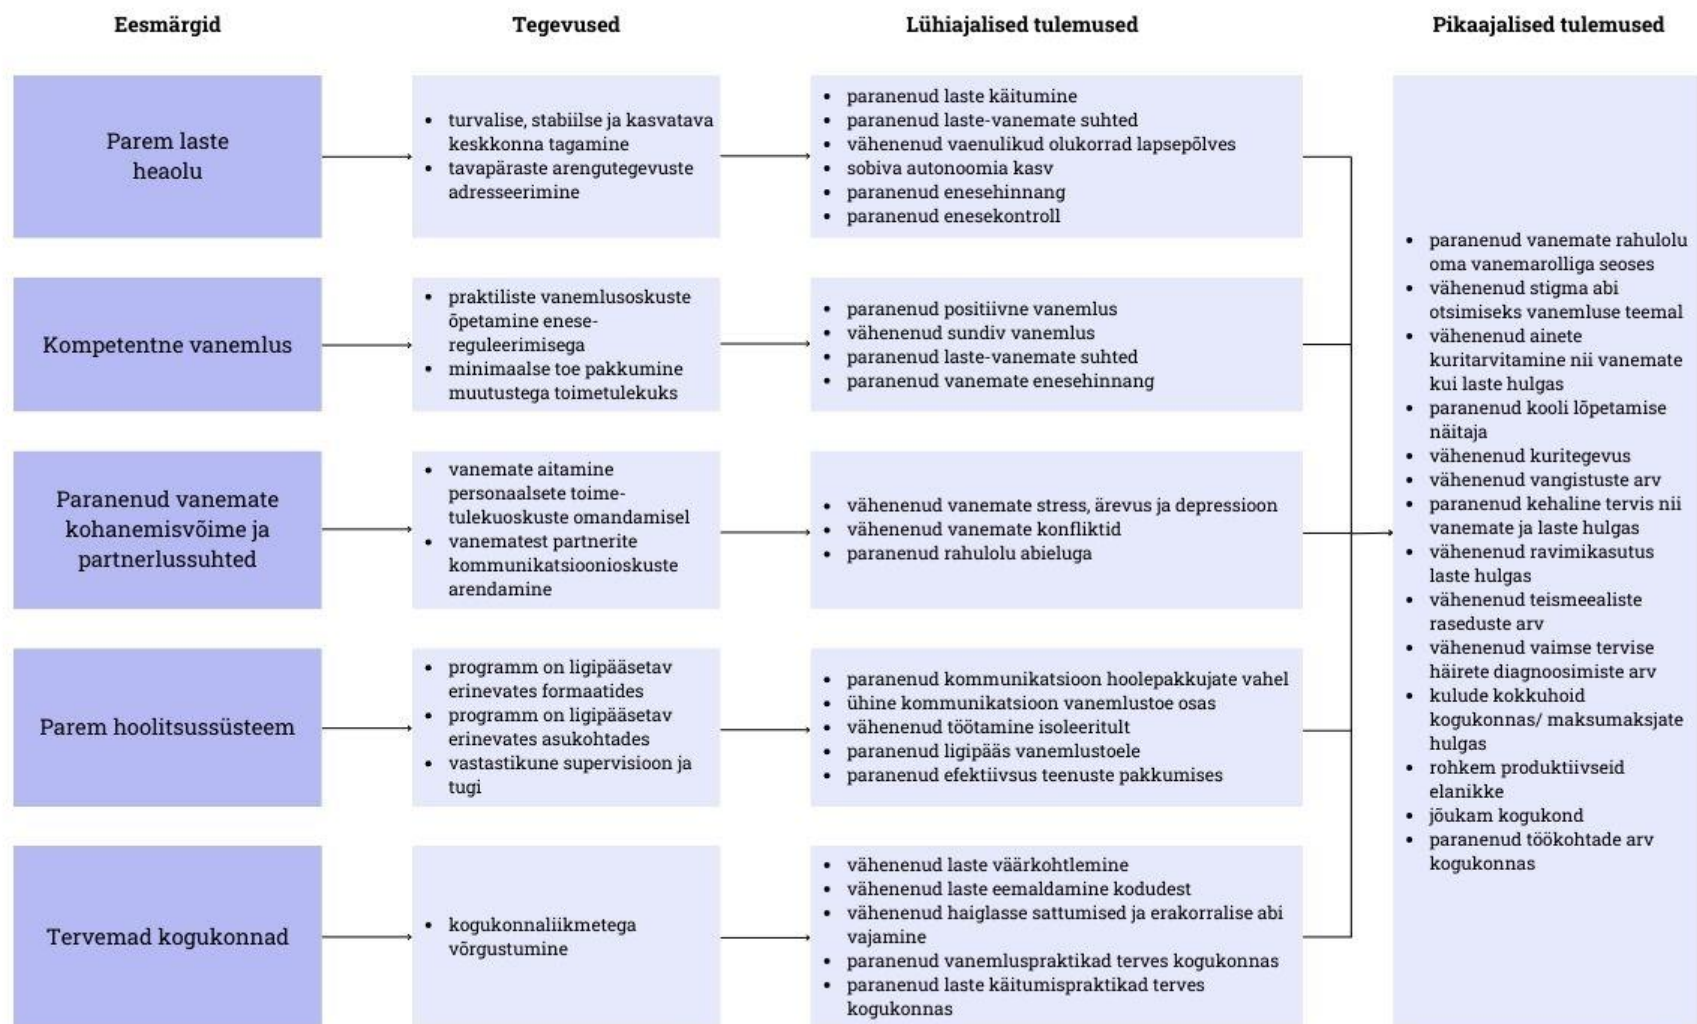 Eesmärgid
Tegevused
Lühiajalised tulemused
Pikaajalised tulemused
Parem laste
heaolu
• turvalise, stabiilse ja kasvatava
keskkonna tagamine
• tavapäraste arengutegevuste
adresseerimine
• paranenud laste käitumine
• paranenud laste-vanemate suhted
• vähenenud vaenulikud olukorrad lapsepõlves
• sobiva autonoomia kasv
• paranenud enesehinnang
• paranenud enesekontroll
Kompetentne vanemlus
• praktiliste vanemlusoskuste
õpetamine enese-
reguleerimisega
• minimaalse toe pakkumine
muutustega toimetulekuks
• paranenud positiivne vanemlus
• vähenenud sundiv vanemlus
• paranenud laste-vanemate suhted
• paranenud vanemate enesehinnang
Paranenud vanemate
kohanemisvõime ja
partnerlussuhted
• vanemate aitamine
personaalsete toime-
tulekuoskuste omandamisel
• vanematest partnerite
kommunikatsioonioskuste
arendamine
• vähenenud vanemate stress, ärevus ja depressioon
• vähenenud vanemate konfliktid
• paranenud rahulolu abieluga
Parem hoolitsussüsteem
• programm on ligipääsetav
erinevates formaatides
• programm on ligipääsetav
erinevates asukohtades
• vastastikune supervisioon ja
tugi
• paranenud kommunikatsioon hoolepakkujate vahel
• ühine kommunikatsioon vanemlustoe osas
• vähenenud töötamine isoleeritult
• paranenud ligipääs vanemlustoele
• paranenud efektiivsus teenuste pakkumises
Tervemad kogukonnad
• kogukonnaliikmetega
võrgustumine
• vähenenud laste väärkohtlemine
• vähenenud laste eemaldamine kodudest
• vähenenud haiglasse sattumised ja erakorralise abi
vajamine
• paranenud vanemluspraktikad terves kogukonnas
• paranenud laste käitumispraktikad terves
kogukonnas
• paranenud vanemate rahulolu
oma vanemarolliga seoses
• vähenenud stigma abi
otsimiseks vanemluse teemal
• vähenenud ainete
kuritarvitamine nii vanemate
kui laste hulgas
• paranenud kooli lõpetamise
näitaja
• vähenenud kuritegevus
• vähenenud vangistuste arv
• paranenud kehaline tervis nii
vanemate ja laste hulgas
• vähenenud ravimikasutus
laste hulgas
• vähenenud teismeealiste
raseduste arv
• vähenenud vaimse tervise
häirete diagnoosimiste arv
• kulude kokkuhoid
kogukonnas/ maksumaksjate
hulgas
• rohkem produktiivseid
elanikke
• jõukam kogukond
• paranenud töökohtade arv
kogukonnas